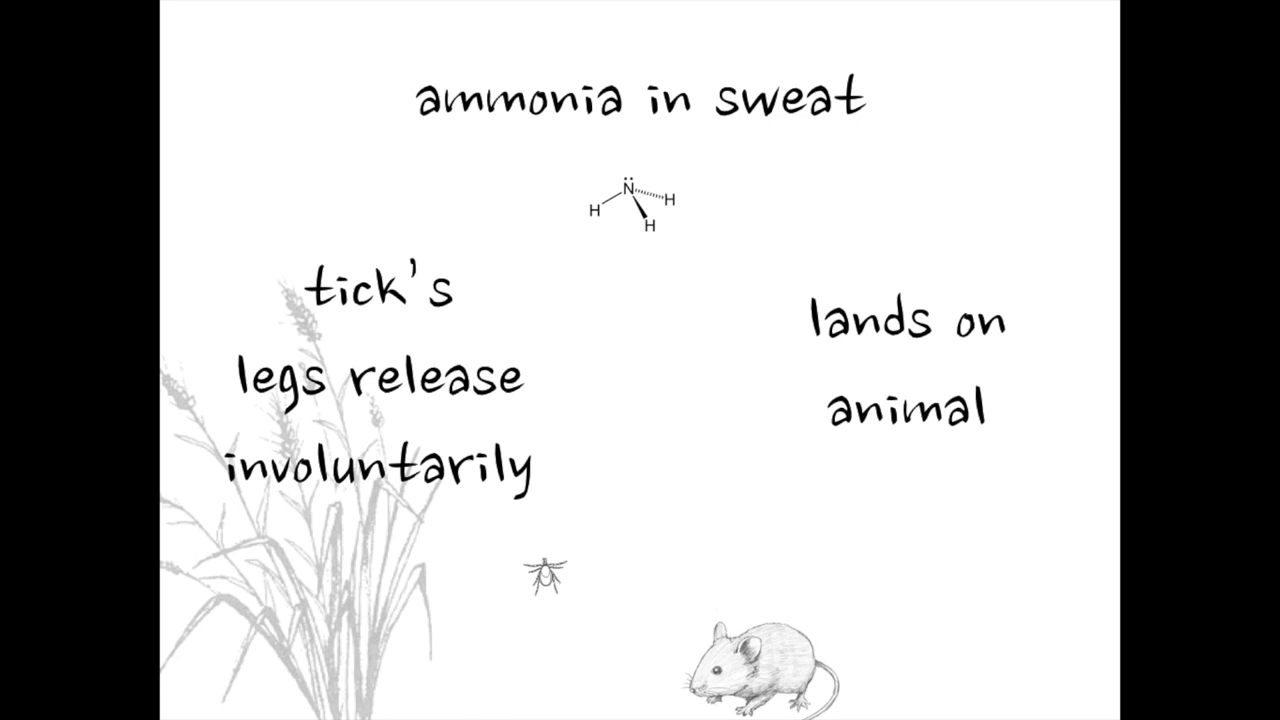 ammonia in sweat
N
H
H
H
tick's
legs release
involuntarily
lands on
animal